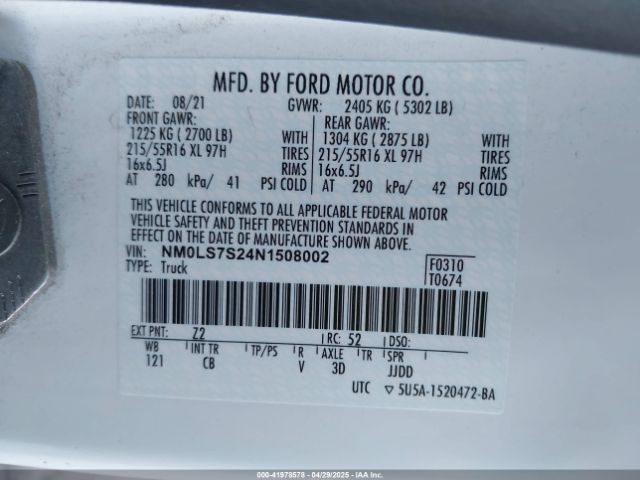 MFD. BY FORD MOTOR CO.
DATE: 08/21 GVWR: 2405 KG ( 5302 LB)
FRONT GAWR: REAR GAWR:
1225 KG ( 2700 LB) WITH 1304 KG ( 2875 LB) WITH
215/55R16 XL 97H TIRES 215/55R16 XL 97H TIRES
16x6.5J RIMS 16x6.5J RIMS
AT 280 kPa/ 41 PSI COLD AT 290 kPa/ 42 PSI COLD
THIS VEHICLE CONFORMS TO ALL APPLICABLE FEDERAL MOTOR
VEHICLE SAFETY AND THEFT PREVENTION STANDARDS IN
EFFECT ON THE DATE OF MANUFACTURE SHOWN ABOVE.
VIN: NM0LS7S24N1508002
TYPE: Truck
F0310
T0674
EXT PNT: Z2 RC: 52 DSO:
WB INT TR TP/PS R AXLE TR SPR
121 CB V 3D JJDD
UTC ▽ 5U5A-1520472-BA
000-41978578 - 04/29/2025 - IAAI.COM